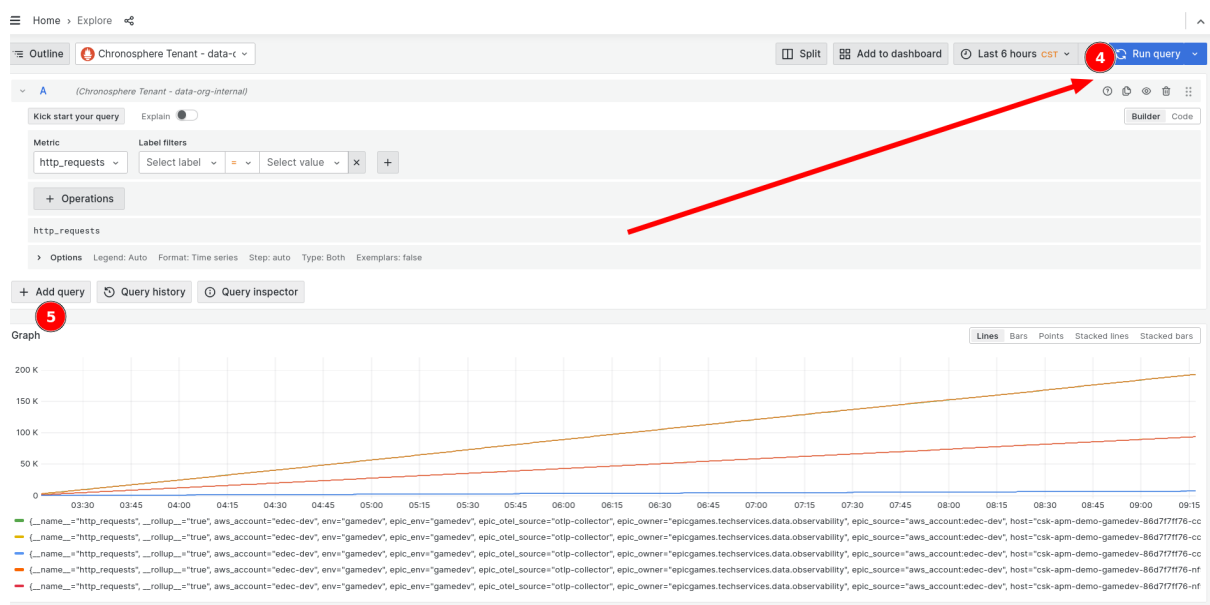 Home › Explore
Outline Chronosphere Tenant - data-c Split Add to dashboard Last 6 hours CST 4 Run query
A (Chronosphere Tenant - data-org-internal)
Kick start your query Explain Builder Code
Metric Label filters
http_requests Select label = Select value × +
+ Operations
http_requests
› Options Legend: Auto Format: Time series Step: auto Type: Both Exemplars: false
+ Add query Query history Query inspector
5
Graph Lines Bars Points Stacked lines Stacked bars
200 K
150 K
100 K
50 K
0
03:30 03:45 04:00 04:15 04:30 04:45 05:00 05:15 05:30 05:45 06:00 06:15 06:30 06:45 07:00 07:15 07:30 07:45 08:00 08:15 08:30 08:45 09:00 09:15
{__name__="http_requests", __rollup__="true", aws_account="edec-dev", env="gamedev", epic_env="gamedev", epic_otel_source="otlp-collector", epic_owner="epicgames.techservices.data.observability", epic_source="aws_account:edec-dev", host="csk-apm-demo-gamedev-86d7f7ff76-cc
{__name__="http_requests", __rollup__="true", aws_account="edec-dev", env="gamedev", epic_env="gamedev", epic_otel_source="otlp-collector", epic_owner="epicgames.techservices.data.observability", epic_source="aws_account:edec-dev", host="csk-apm-demo-gamedev-86d7f7ff76-cc
{__name__="http_requests", __rollup__="true", aws_account="edec-dev", env="gamedev", epic_env="gamedev", epic_otel_source="otlp-collector", epic_owner="epicgames.techservices.data.observability", epic_source="aws_account:edec-dev", host="csk-apm-demo-gamedev-86d7f7ff76-cc
{__name__="http_requests", __rollup__="true", aws_account="edec-dev", env="gamedev", epic_env="gamedev", epic_otel_source="otlp-collector", epic_owner="epicgames.techservices.data.observability", epic_source="aws_account:edec-dev", host="csk-apm-demo-gamedev-86d7f7ff76-nf
{__name__="http_requests", __rollup__="true", aws_account="edec-dev", env="gamedev", epic_env="gamedev", epic_otel_source="otlp-collector", epic_owner="epicgames.techservices.data.observability", epic_source="aws_account:edec-dev", host="csk-apm-demo-gamedev-86d7f7ff76-nf